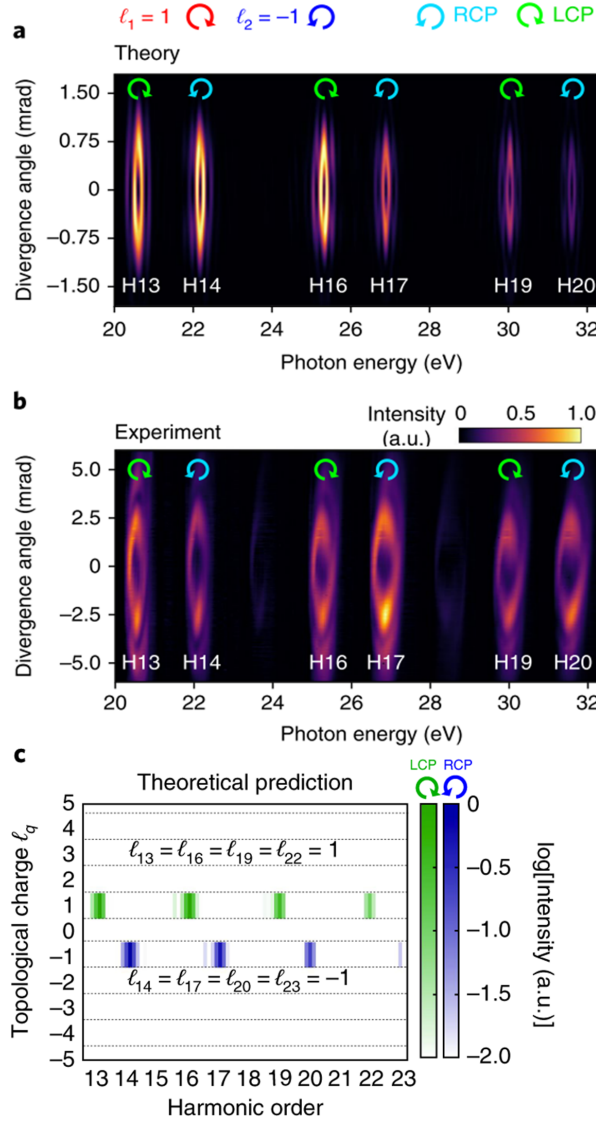 a
ℓ₁ = 1 ℓ₂ = −1 RCP LCP
Theory
Divergence angle (mrad)
1.50
0.75
0
−0.75
−1.50
H13 H14 H16 H17 H19 H20
20 22 24 26 28 30 32
Photon energy (eV)
b
Intensity (a.u.)
0 0.5 1.0
Experiment
Divergence angle (mrad)
5.0
2.5
0
−2.5
−5.0
H13 H14 H16 H17 H19 H20
20 22 24 26 28 30 32
Photon energy (eV)
c
Theoretical prediction
LCP RCP
Topological charge ℓq
5
4
3
2
1
0
−1
−2
−3
−4
−5
ℓ₁₃ = ℓ₁₆ = ℓ₁₉ = ℓ₂₂ = 1
ℓ₁₄ = ℓ₁₇ = ℓ₂₀ = ℓ₂₃ = −1
13 14 15 16 17 18 19 20 21 22 23
Harmonic order
0
−0.5
−1.0
−1.5
−2.0
log[Intensity (a.u.)]